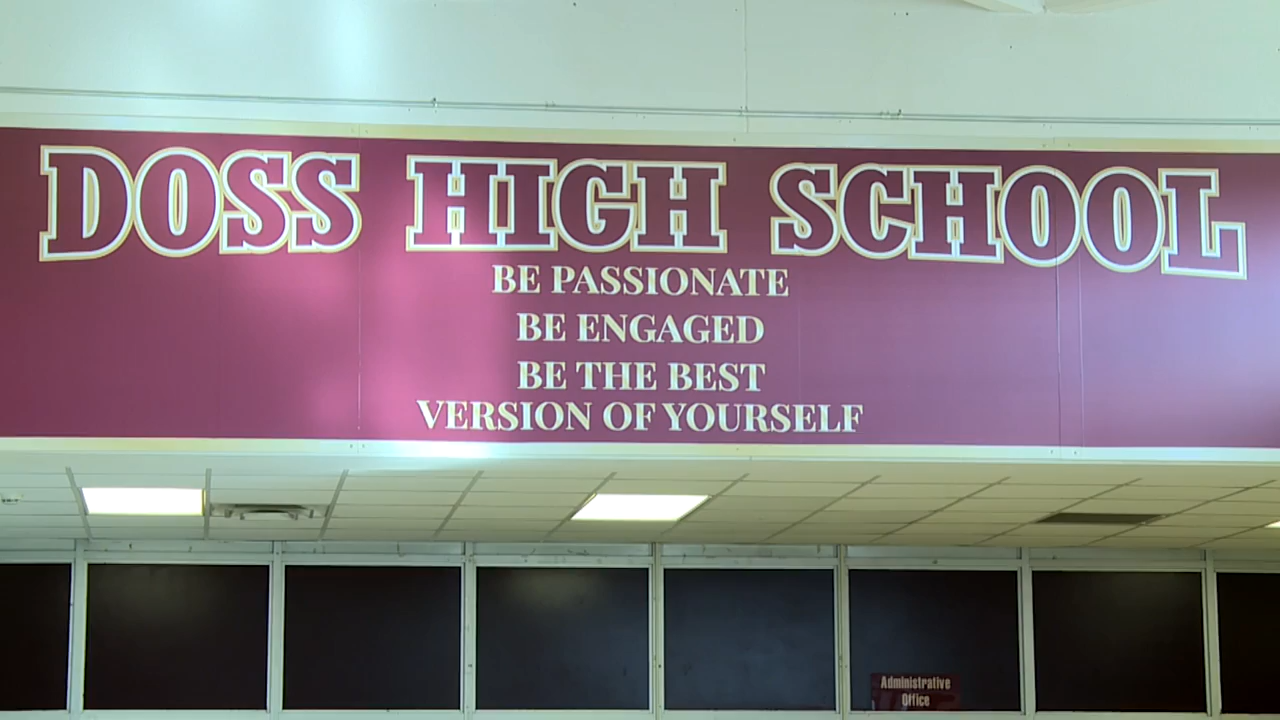 DOSS HIGH SCHOOL
BE PASSIONATE
BE ENGAGED
BE THE BEST
VERSION OF YOURSELF
Administrative
Office